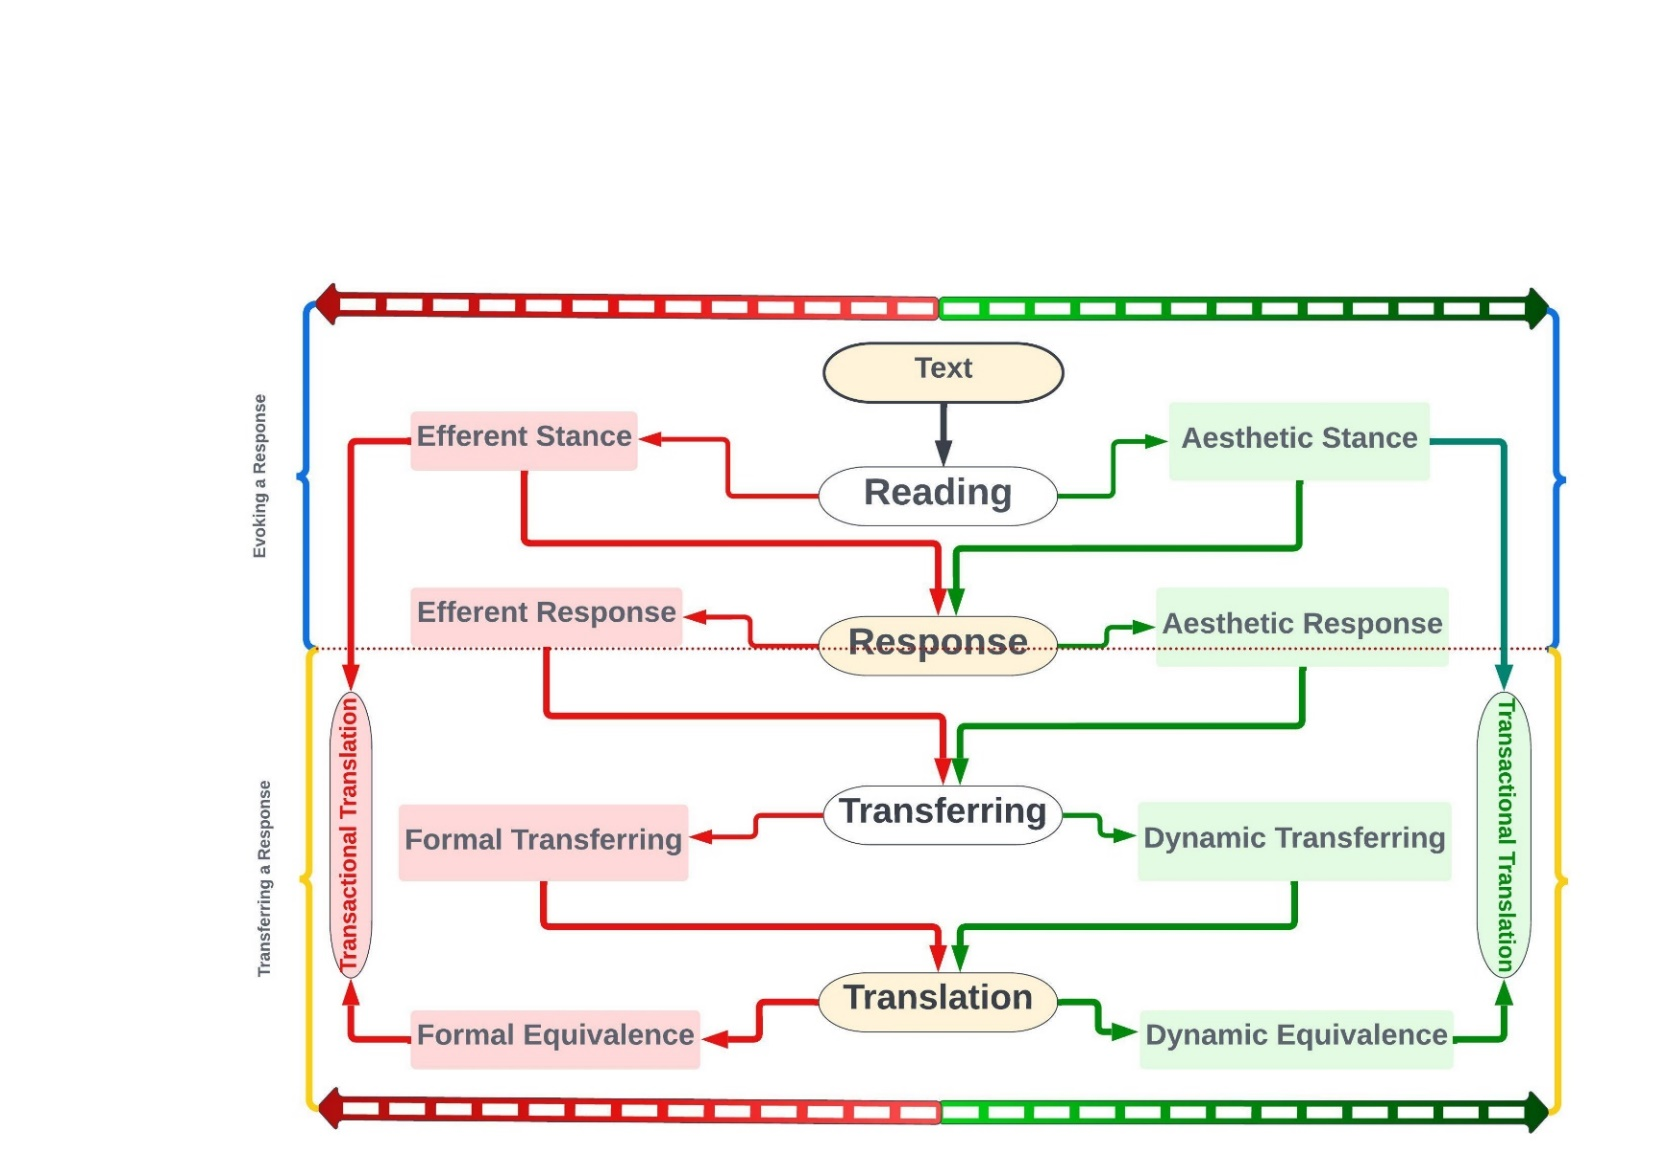 Text
Efferent Stance
Aesthetic Stance
Reading
Evoking a Response
Efferent Response
Response
Aesthetic Response
Transactional Translation
Transactional Translation
Transferring
Formal Transferring
Dynamic Transferring
Transferring a Response
Translation
Formal Equivalence
Dynamic Equivalence